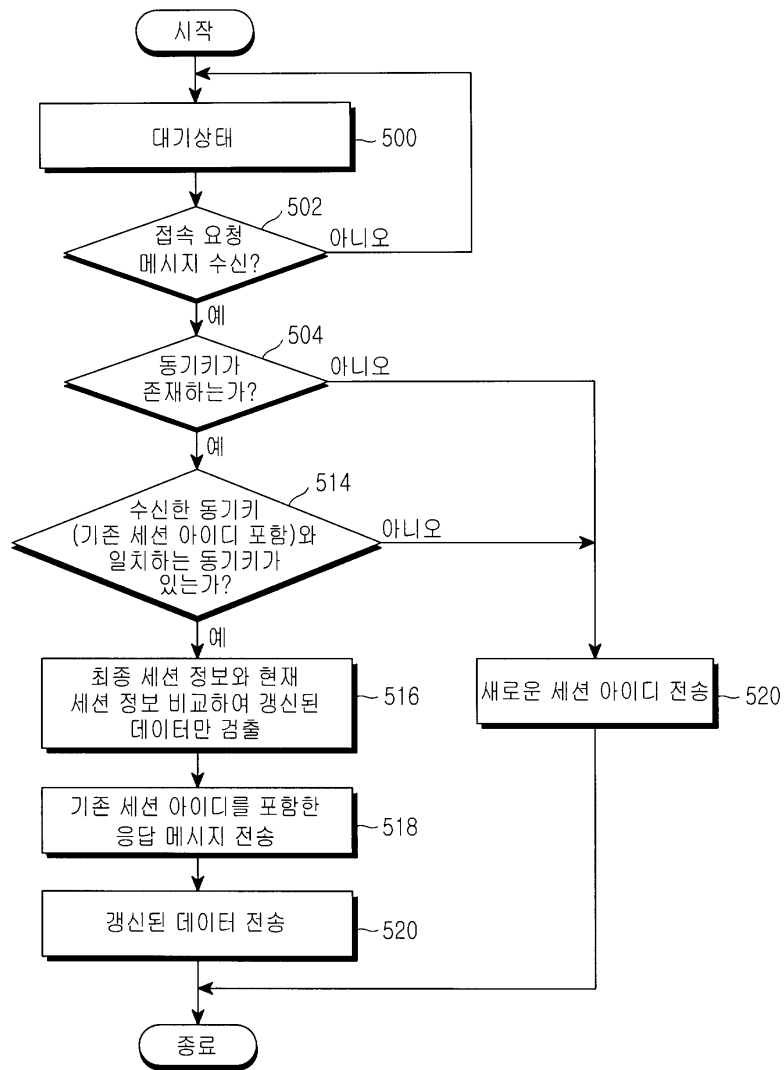 시작
대기상태
500
502
접속 요청
메시지 수신?
아니오
예
504
동기키가
존재하는가?
아니오
예
514
수신한 동기키
(기존 세션 아이디 포함)와
일치하는 동기키가
있는가?
아니오
예
최종 세션 정보와 현재
세션 정보 비교하여 갱신된
데이터만 검출
516
새로운 세션 아이디 전송
520
기존 세션 아이디를 포함한
응답 메시지 전송
518
갱신된 데이터 전송
520
종료